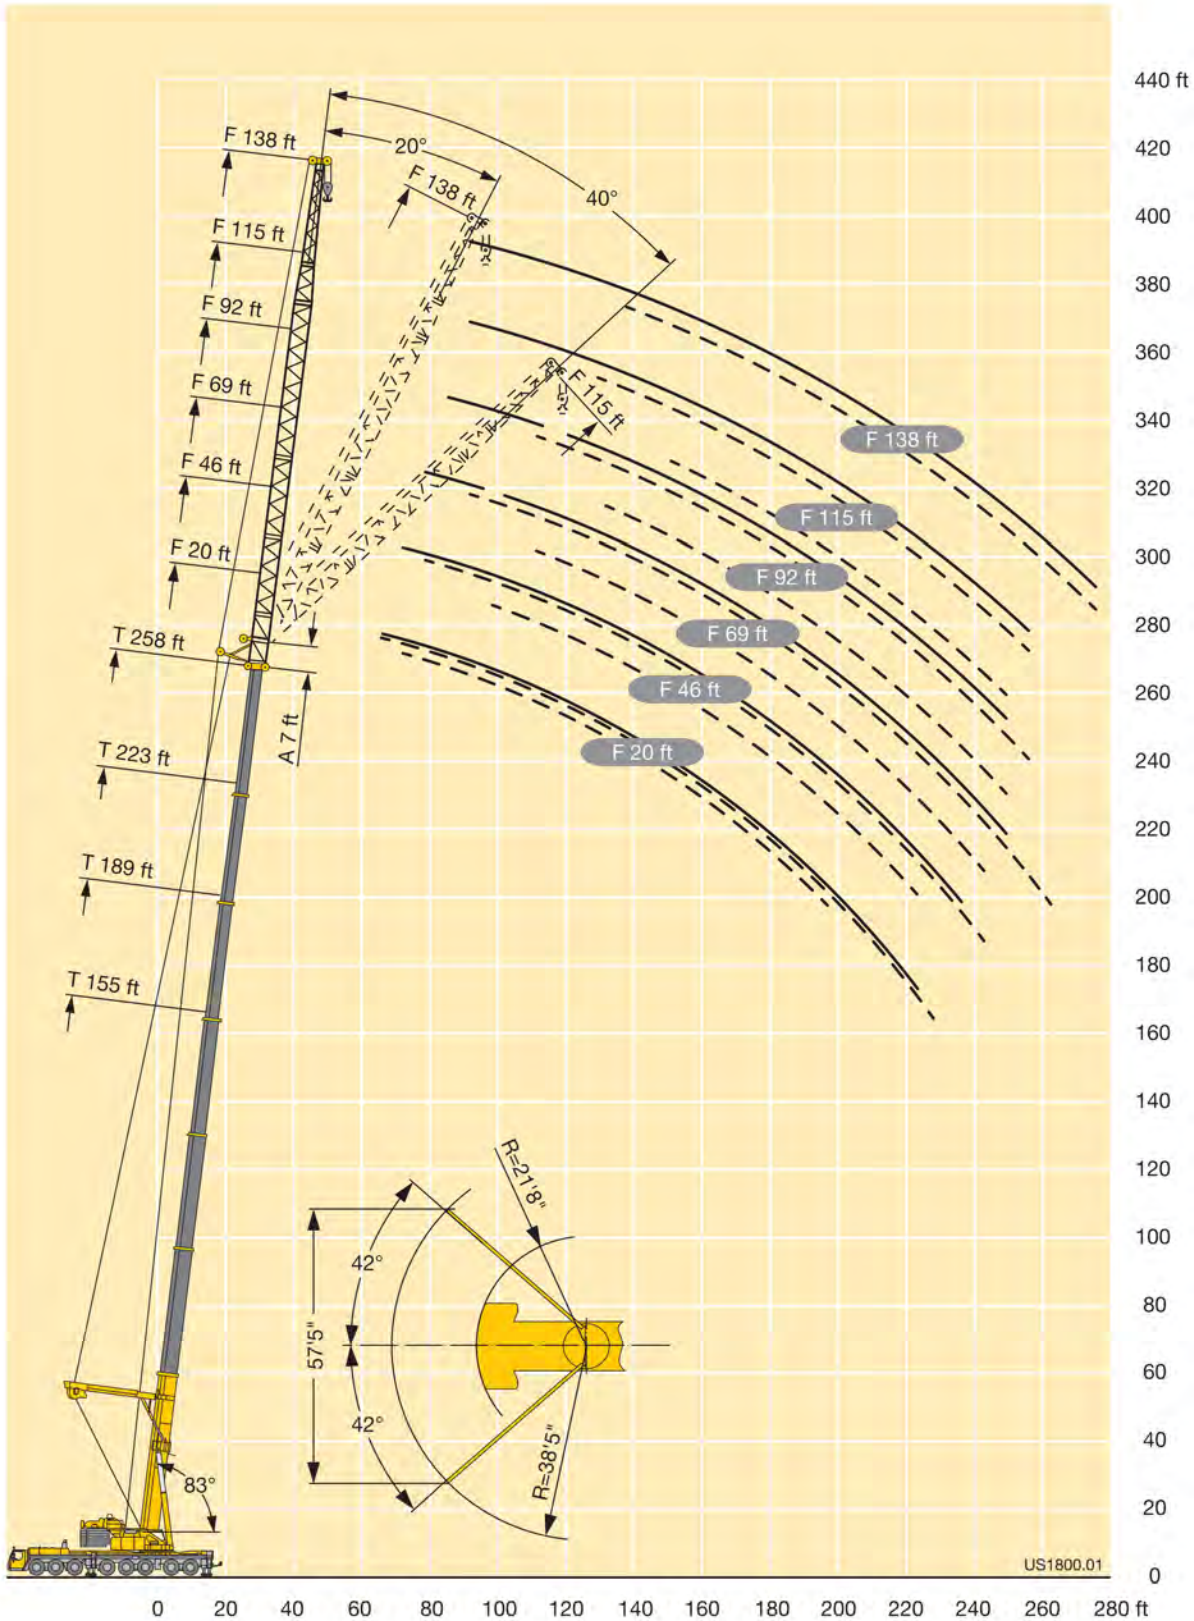 440 ft
420
400
380
360
340
320
300
280
260
240
220
200
180
160
140
120
100
80
60
40
20
0
F 138 ft
F 115 ft
F 92 ft
F 69 ft
F 46 ft
F 20 ft
T 258 ft
T 223 ft
T 189 ft
T 155 ft
A 7 ft
20°
40°
F 138 ft
F 115 ft
F 138 ft
F 115 ft
F 92 ft
F 69 ft
F 46 ft
F 20 ft
R=21'8"
42°
57'5"
42°
R=38'5"
83°
US1800.01
0 20 40 60 80 100 120 140 160 180 200 220 240 260 280 ft